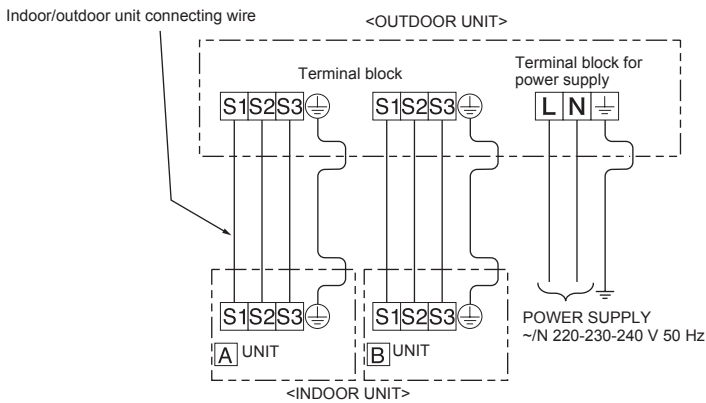 Indoor/outdoor unit connecting wire
<OUTDOOR UNIT>
Terminal block
Terminal block for
power supply
S1 S2 S3
S1 S2 S3
L N
S1 S2 S3
S1 S2 S3
A UNIT
B UNIT
POWER SUPPLY
~/N 220-230-240 V 50 Hz
<INDOOR UNIT>